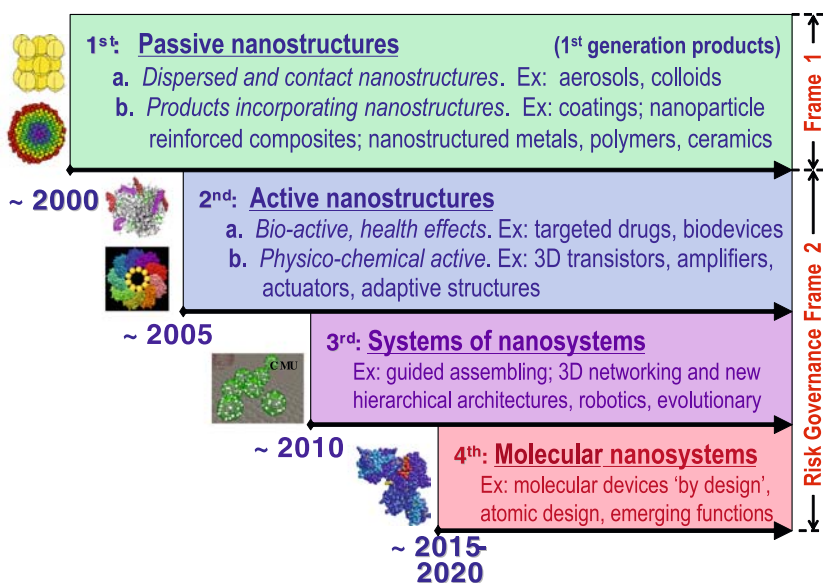 1st: Passive nanostructures (1st generation products)
a. Dispersed and contact nanostructures. Ex: aerosols, colloids
b. Products incorporating nanostructures. Ex: coatings; nanoparticle
reinforced composites; nanostructured metals, polymers, ceramics
Frame 1
~ 2000
2nd: Active nanostructures
a. Bio-active, health effects. Ex: targeted drugs, biodevices
b. Physico-chemical active. Ex: 3D transistors, amplifiers,
actuators, adaptive structures
~ 2005
CMU
3rd: Systems of nanosystems
Ex: guided assembling; 3D networking and new
hierarchical architectures, robotics, evolutionary
~ 2010
4th: Molecular nanosystems
Ex: molecular devices ‘by design’,
atomic design, emerging functions
~ 2015-
2020
Risk Governance Frame 2